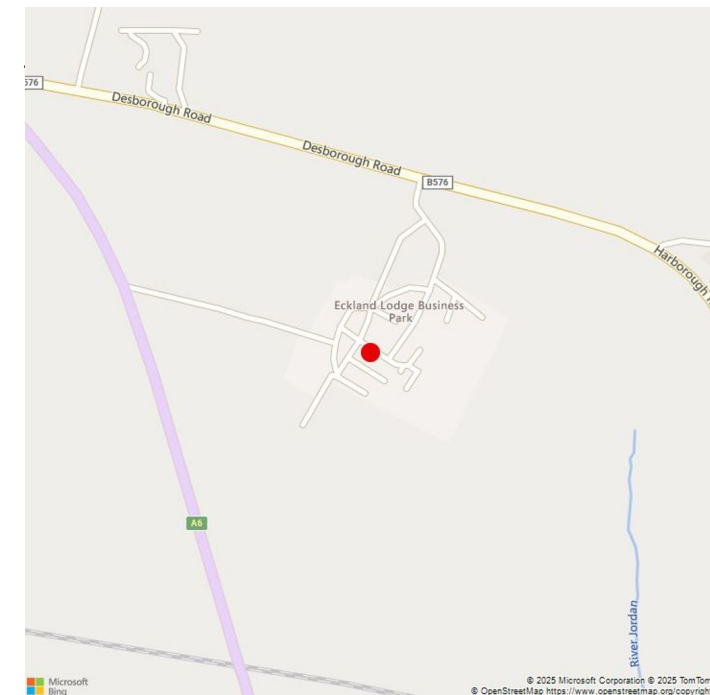 576
Desborough Road
Desborough Road
B576
Harborough
Eckland Lodge Business
Park
A6
River Jordan
Microsoft
Bing
© 2025 Microsoft Corporation © 2025 TomTom
© OpenStreetMap https://www.openstreetmap.org/copyright